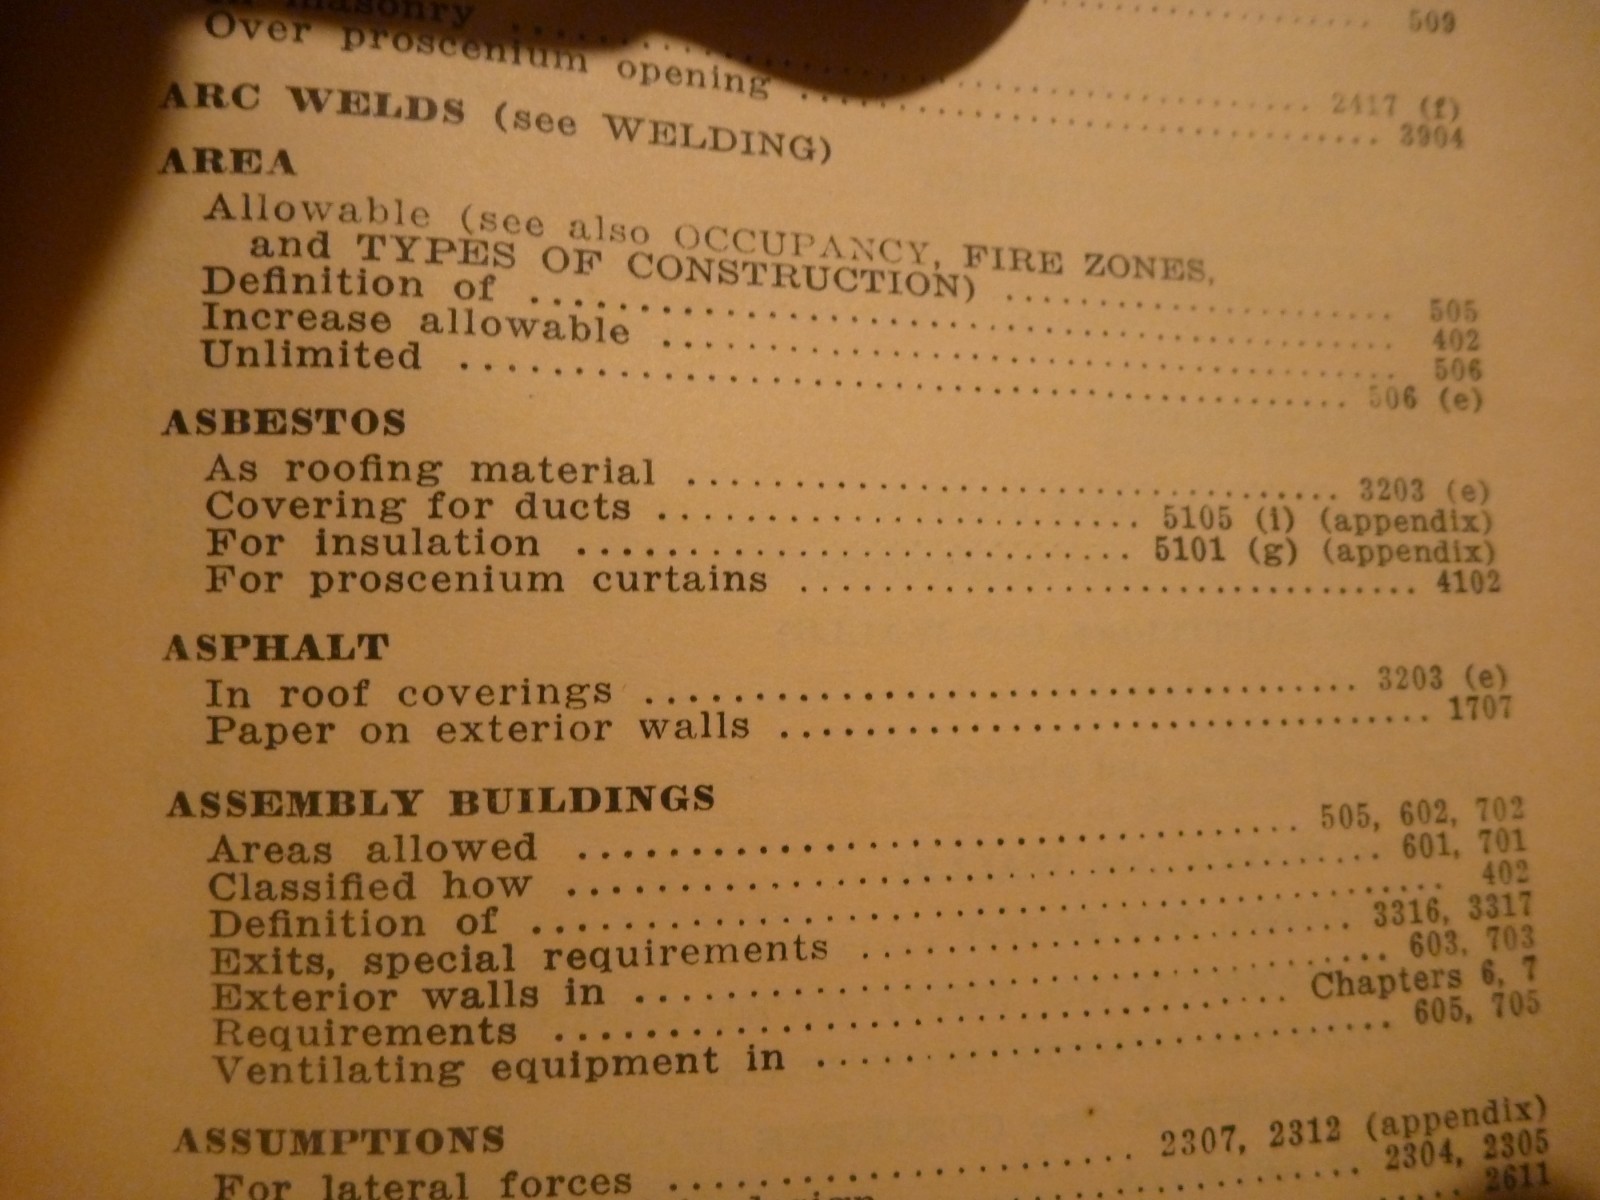 509
In masonry ........ 2417 (f)
Over proscenium opening ........ 3904
ARC WELDS (see WELDING)
AREA
Allowable (see also OCCUPANCY, FIRE ZONES,
and TYPES OF CONSTRUCTION) ........ 505
Definition of ........ 402
Increase allowable ........ 506
Unlimited ........ 506 (e)
ASBESTOS
As roofing material ........ 3203 (e)
Covering for ducts ........ 5105 (i) (appendix)
For insulation ........ 5101 (g) (appendix)
For proscenium curtains ........ 4102
ASPHALT
In roof coverings ........ 3203 (e)
Paper on exterior walls ........ 1707
ASSEMBLY BUILDINGS
Areas allowed ........ 505, 602, 702
Classified how ........ 601, 701
Definition of ........ 402
Exits, special requirements ........ 3316, 3317
Exterior walls in ........ 603, 703
Requirements ........ Chapters 6, 7
Ventilating equipment in ........ 605, 705
ASSUMPTIONS
For lateral forces ........ 2307, 2312 (appendix)
design ........ 2304, 2305
2611